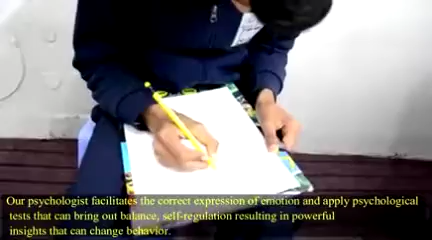 Our psychologist facilitates the correct expression of emotion and apply psychological
tests that can bring out balance, self-regulation resulting in powerful
insights that can change behavior.